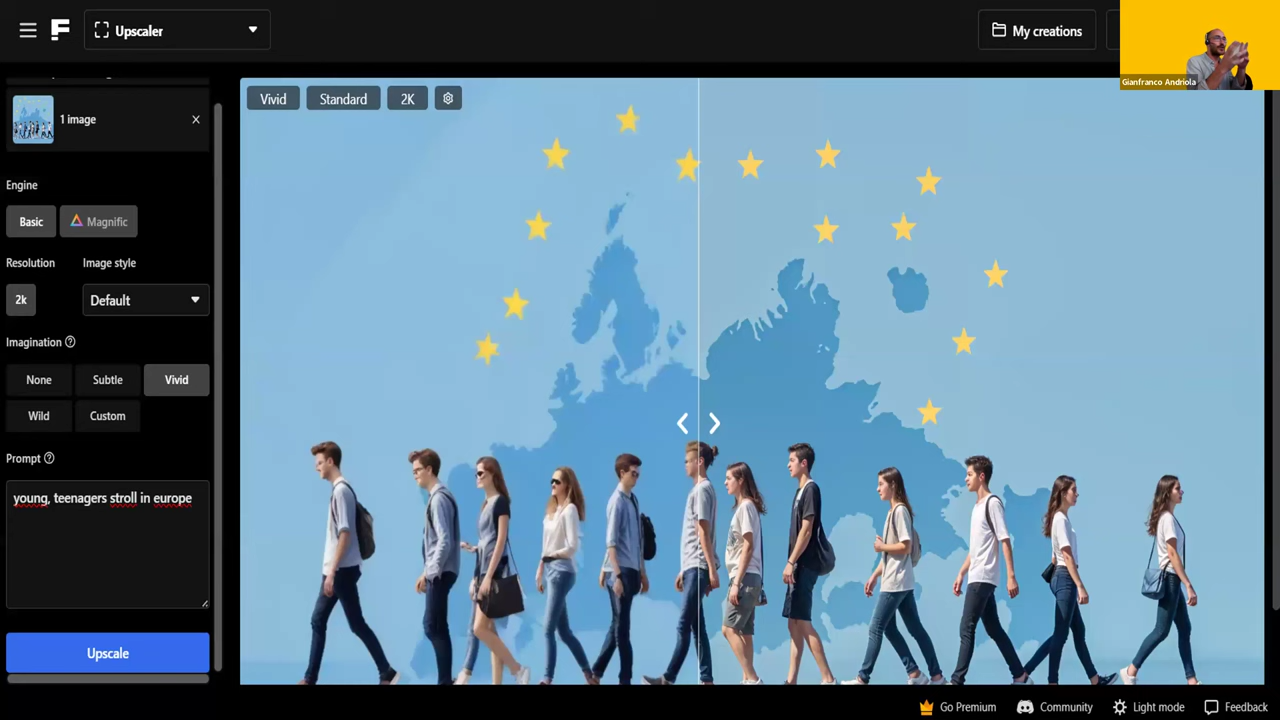 Upscaler
My creations
Gianfranco Andriola
1 image
Vivid
Standard
2K
Engine
Basic
Magnific
Resolution
Image style
2k
Default
Imagination
None
Subtle
Vivid
Wild
Custom
Prompt
young, teenagers stroll in europe
Upscale
Go Premium
Community
Light mode
Feedback